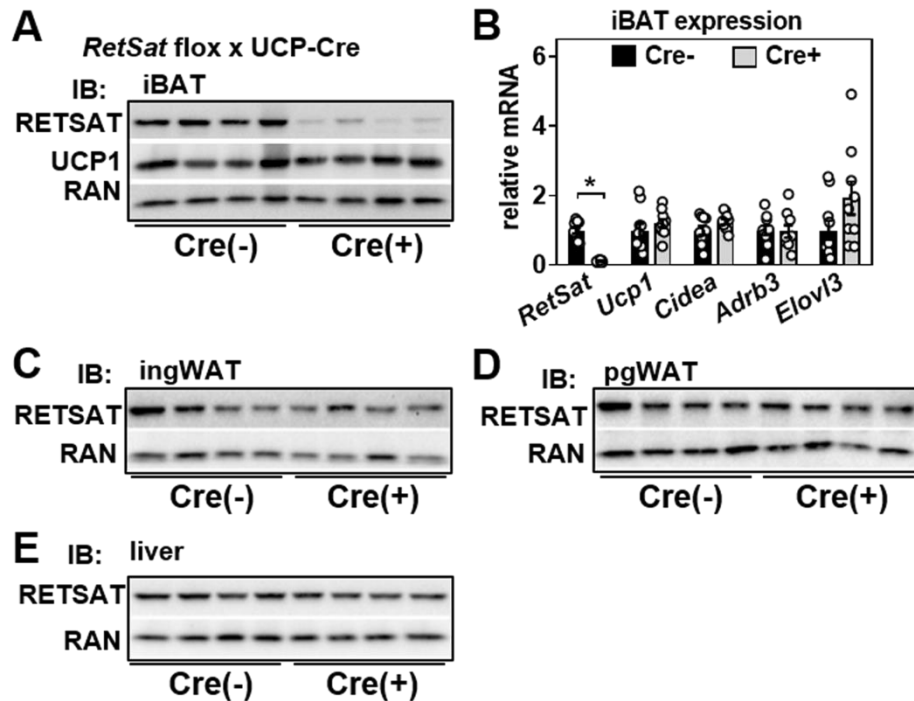 A
RetSat flox x UCP-Cre
IB: iBAT
RETSAT
UCP1
RAN
Cre(-) Cre(+)
B
iBAT expression
Cre- Cre+
relative mRNA
6
4
2
0
*
RetSat Ucp1 Cidea Adrb3 Elovl3
C
IB: ingWAT
RETSAT
RAN
Cre(-) Cre(+)
D
IB: pgWAT
RETSAT
RAN
Cre(-) Cre(+)
E
IB: liver
RETSAT
RAN
Cre(-) Cre(+)